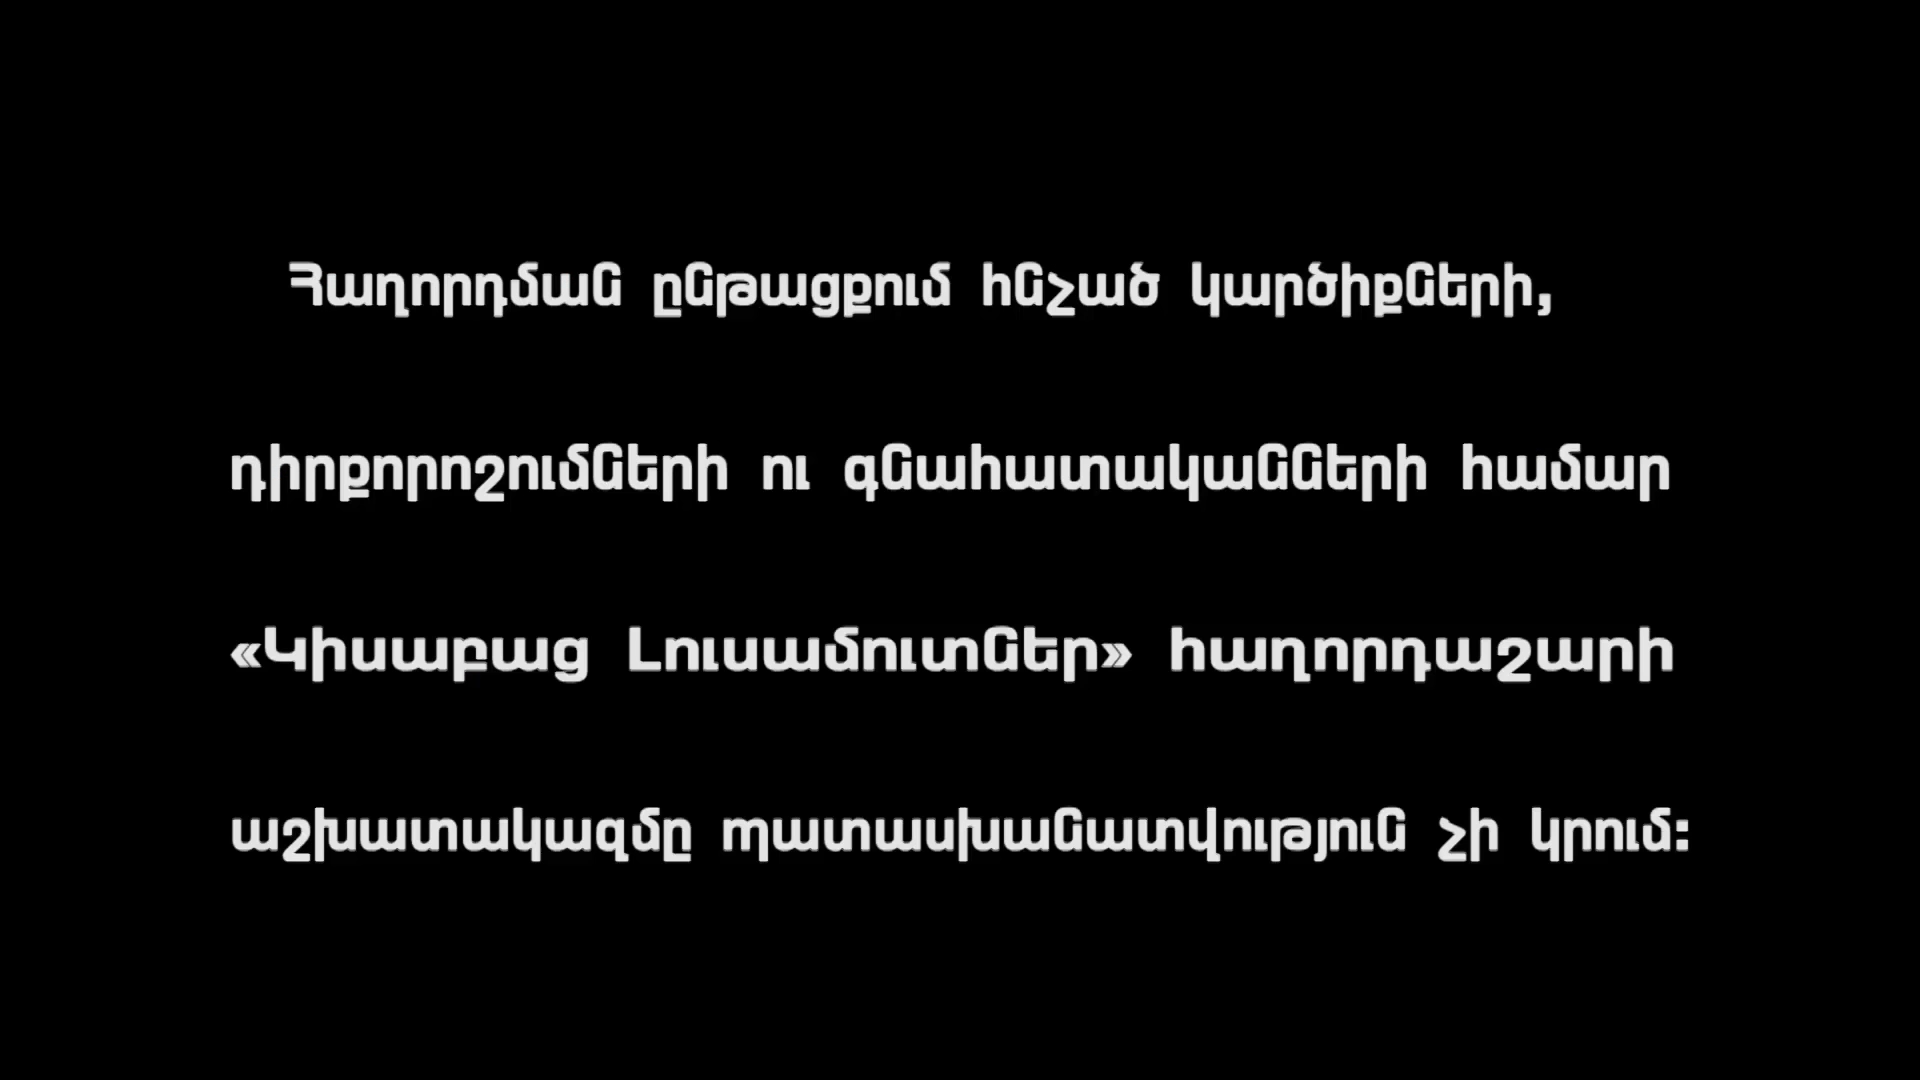 Հաղորդման ընթացքում հնչած կարծիքների,
դիրքորոշումների ու գնահատականների համար
«Կիսաբաց Լուսամուտներ» հաղորդաշարի
աշխատակազմը պատասխանատվություն չի կրում: